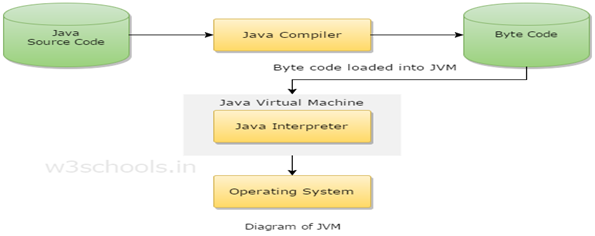 Java
Source Code
Java Compiler
Byte Code
Byte code loaded into JVM
Java Virtual Machine
Java Interpreter
w3schools.in
Operating System
Diagram of JVM